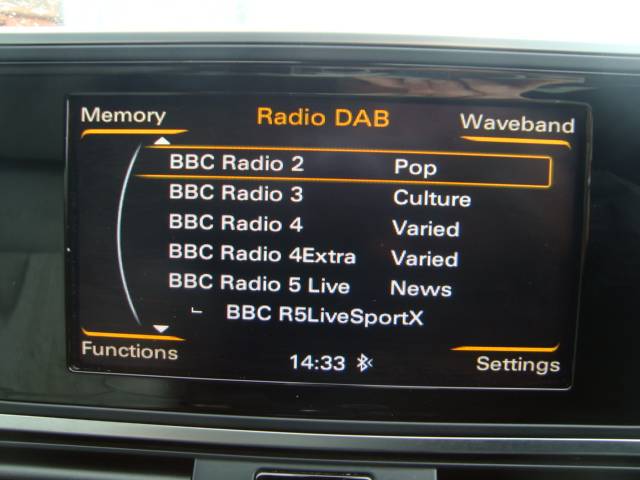 Memory Radio DAB Waveband
BBC Radio 2 Pop
BBC Radio 3 Culture
BBC Radio 4 Varied
BBC Radio 4Extra Varied
BBC Radio 5 Live News
BBC R5LiveSportX
Functions 14:33 Settings